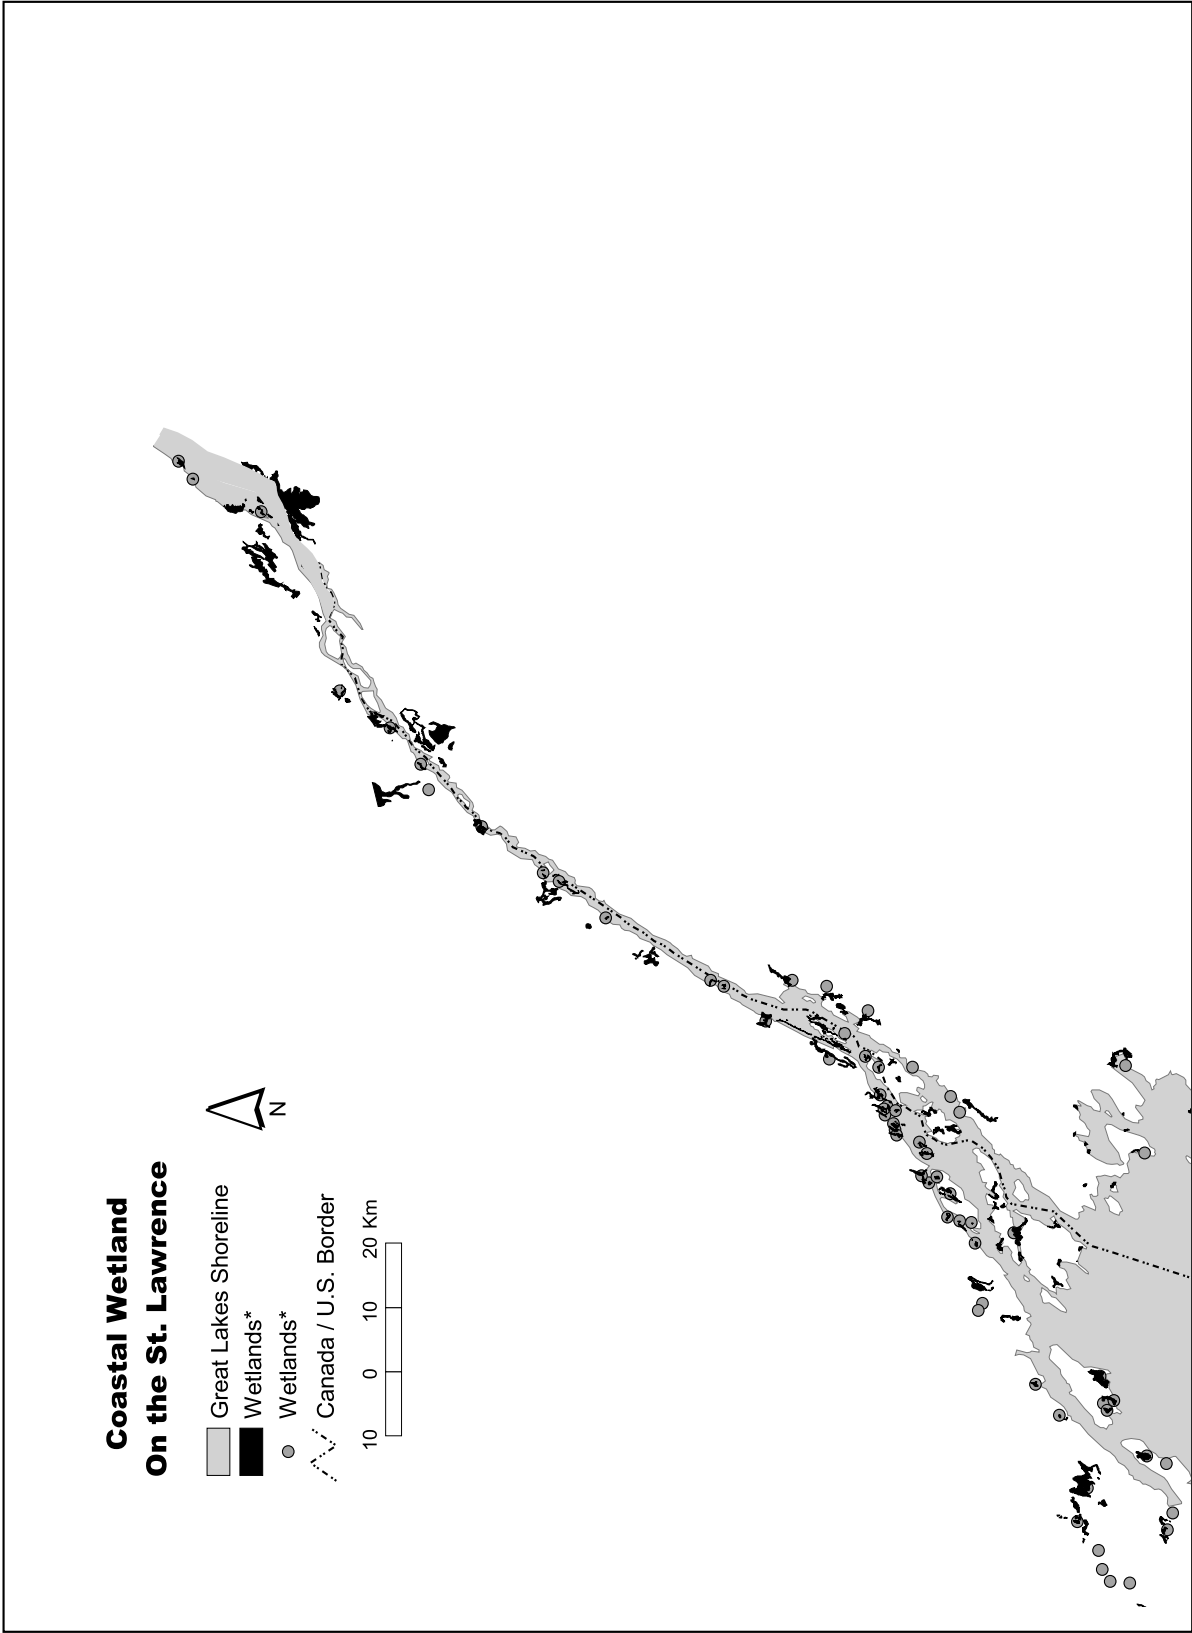 Coastal Wetland
On the St. Lawrence
Great Lakes Shoreline
Wetlands*
Wetlands*
Canada / U.S. Border
10 0 10 20 Km
N